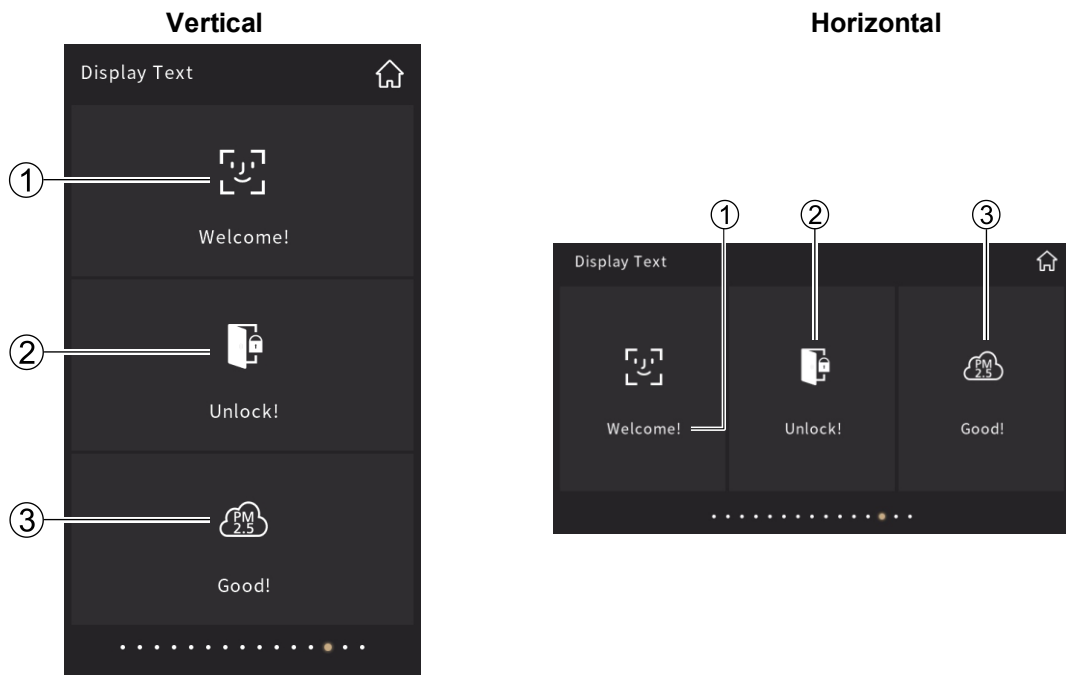 Vertical
Display Text
①
Welcome!
②
Unlock!
③
PM
2.5
Good!
Horizontal
① ② ③
Display Text
PM
2.5
Welcome! Unlock! Good!